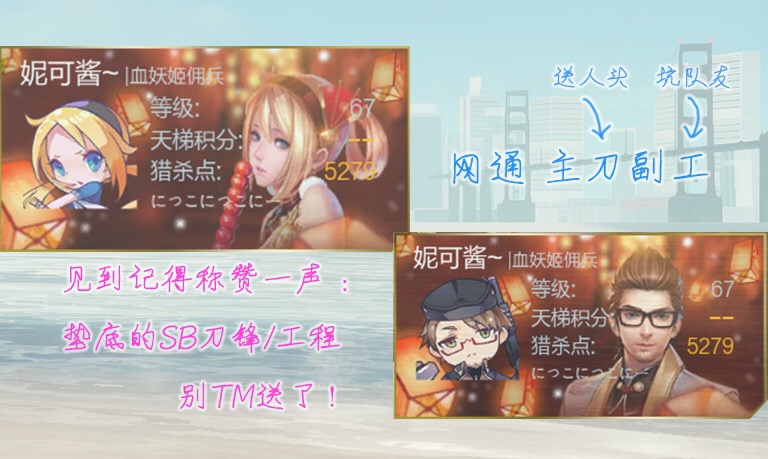 妮可酱~ |血妖姬佣兵
等级: 67
天梯积分: --
猎杀点: 5279
にっこにっこにー
送人头 坑队友
网通 主刀副工
妮可酱~ |血妖姬佣兵
等级: 67
天梯积分 --
猎杀点: 5279
にっこにっこにー
见到记得称赞一声：
垫底的SB刀锋/工程
别TM送了！